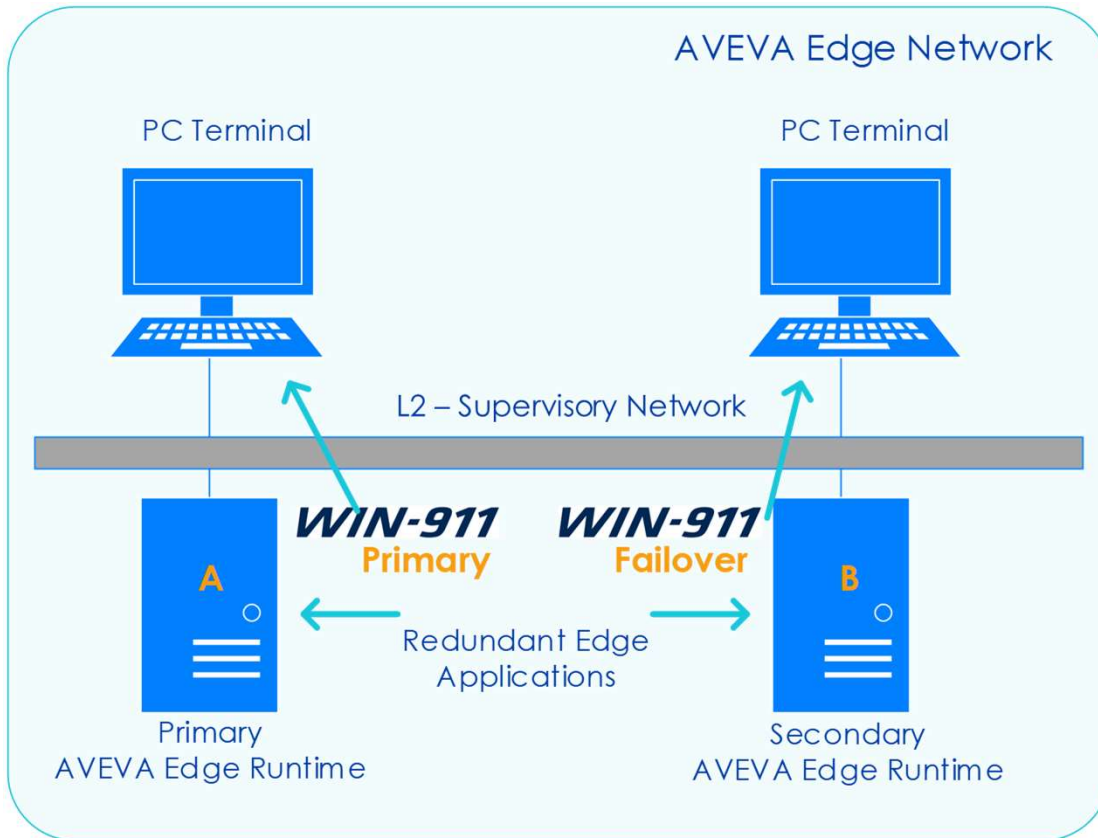 AVEVA Edge Network
PC Terminal
PC Terminal
L2 – Supervisory Network
WIN-911
Primary
WIN-911
Failover
A
B
Redundant Edge
Applications
Primary
AVEVA Edge Runtime
Secondary
AVEVA Edge Runtime